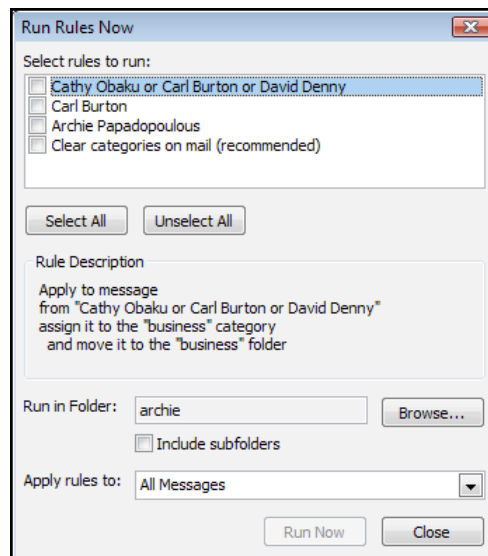 Run Rules Now
Select rules to run:
Cathy Obaku or Carl Burton or David Denny
Carl Burton
Archie Papadopoulous
Clear categories on mail (recommended)
Select All Unselect All
Rule Description
Apply to message
from "Cathy Obaku or Carl Burton or David Denny"
assign it to the "business" category
and move it to the "business" folder
Run in Folder: archie Browse...
Include subfolders
Apply rules to: All Messages
Run Now Close